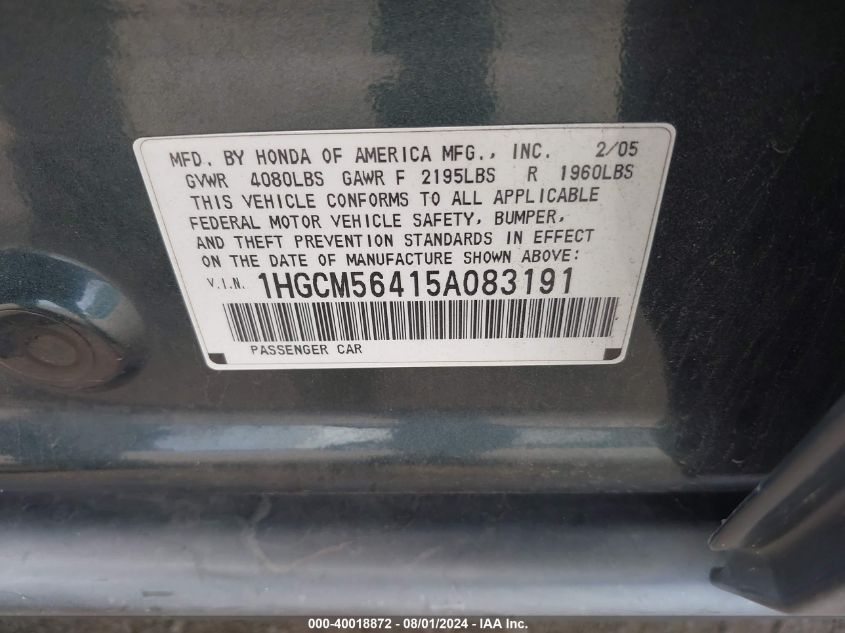 MFD. BY HONDA OF AMERICA MFG., INC. 2/05
GVWR 4080LBS GAWR F 2195LBS R 1960LBS
THIS VEHICLE CONFORMS TO ALL APPLICABLE
FEDERAL MOTOR VEHICLE SAFETY, BUMPER,
AND THEFT PREVENTION STANDARDS IN EFFECT
ON THE DATE OF MANUFACTURE SHOWN ABOVE:
V.I.N. 1HGCM56415A083191
PASSENGER CAR
000-40018872 - 08/01/2024 - IAA Inc.